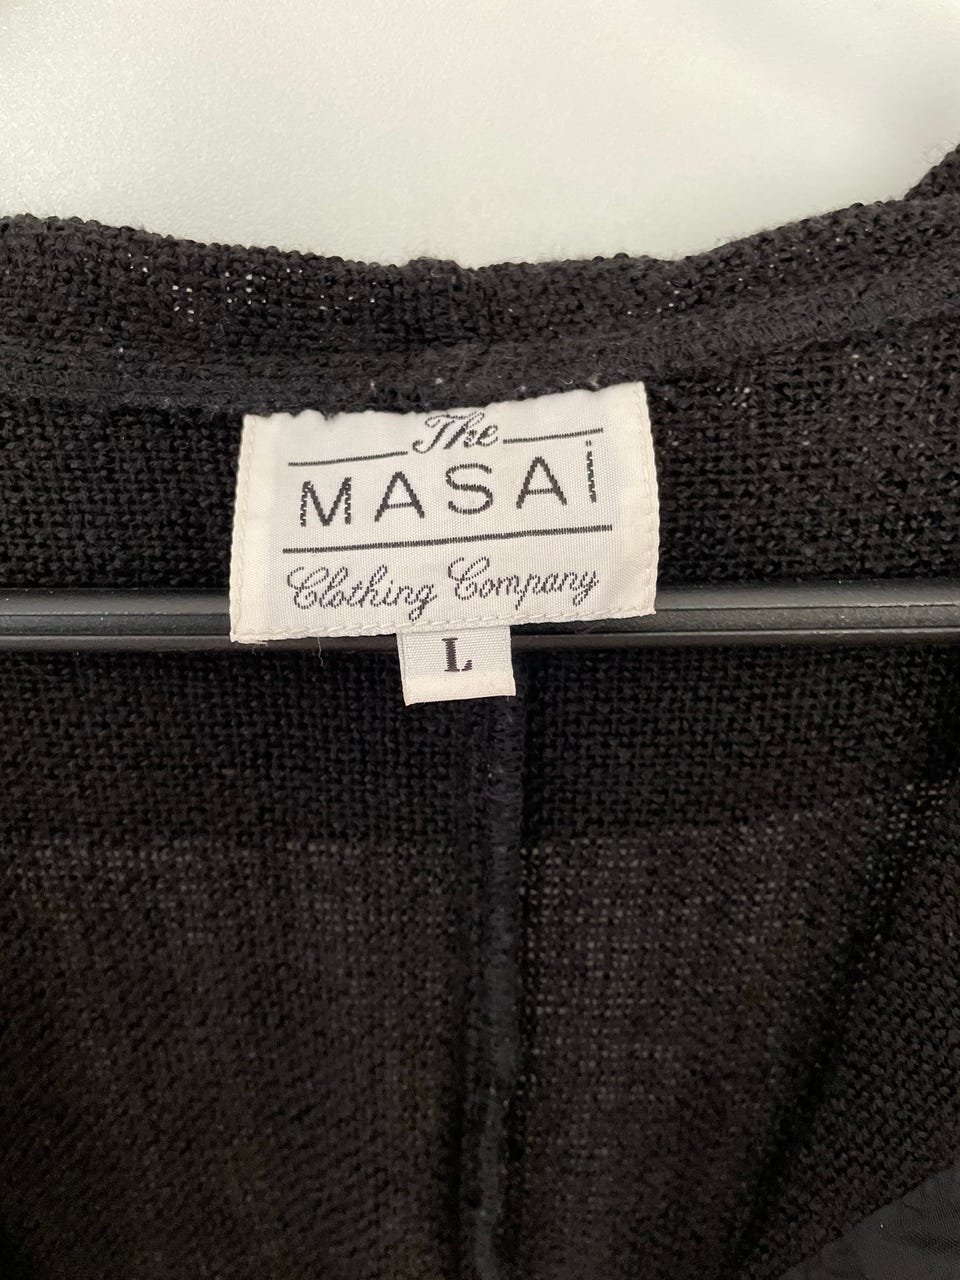 The
MASAi
Clothing Company
L